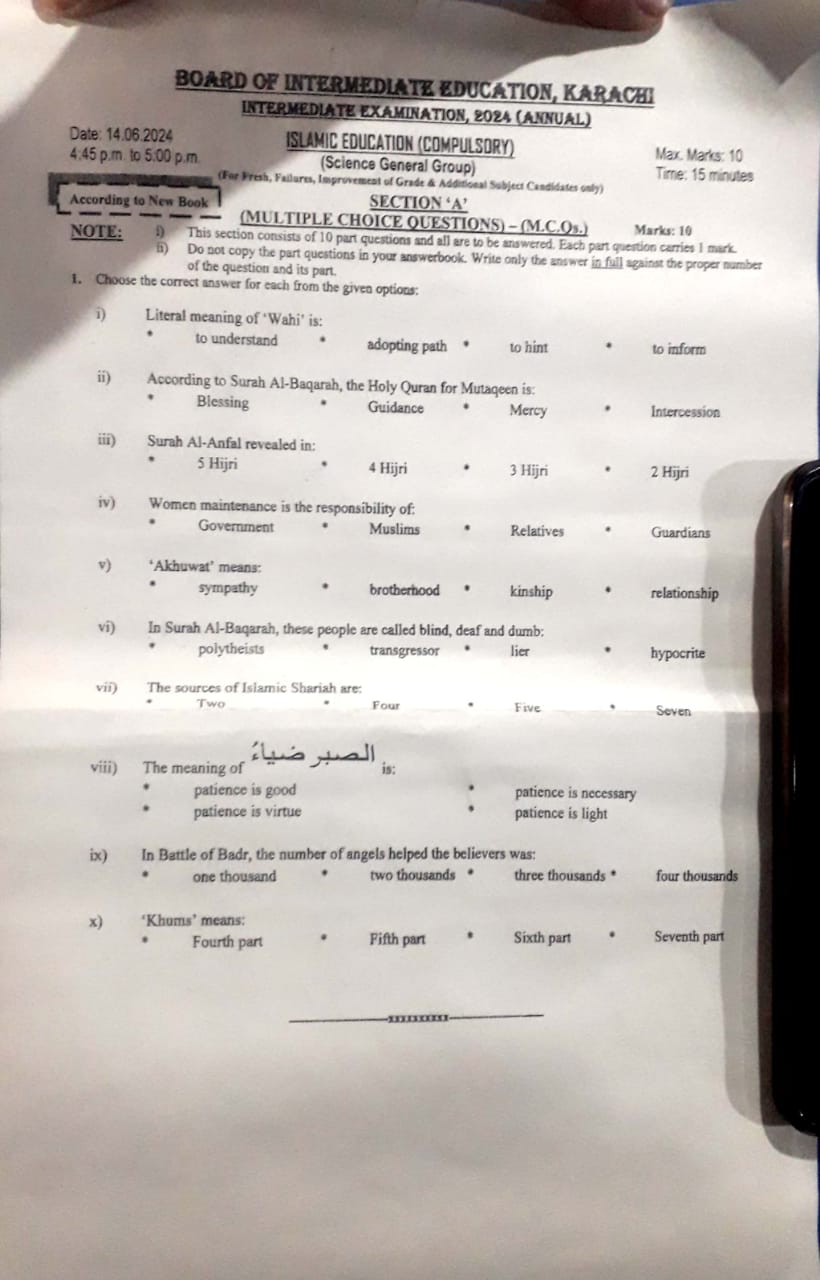 BOARD OF INTERMEDIATE EDUCATION, KARACHI
INTERMEDIATE EXAMINATION, 2024 (ANNUAL)
Date: 14.06.2024
4:45 p.m. to 5:00 p.m.
ISLAMIC EDUCATION (COMPULSORY)
(Science General Group)
Max. Marks: 10
Time: 15 minutes
(For Fresh, Failures, Improvement of Grade & Additional Subject Candidates only)
According to New Book
SECTION ‘A’
(MULTIPLE CHOICE QUESTIONS) – (M.C.Qs.) Marks: 10
NOTE: i) This section consists of 10 part questions and all are to be answered. Each part question carries 1 mark.
ii) Do not copy the part questions in your answerbook. Write only the answer in full against the proper number
of the question and its part.
1. Choose the correct answer for each from the given options:
i) Literal meaning of ‘Wahi’ is:
* to understand * adopting path * to hint * to inform
ii) According to Surah Al-Baqarah, the Holy Quran for Mutaqeen is:
* Blessing * Guidance * Mercy * Intercession
iii) Surah Al-Anfal revealed in:
* 5 Hijri * 4 Hijri * 3 Hijri * 2 Hijri
iv) Women maintenance is the responsibility of:
* Government * Muslims * Relatives * Guardians
v) ‘Akhuwat’ means:
* sympathy * brotherhood * kinship * relationship
vi) In Surah Al-Baqarah, these people are called blind, deaf and dumb:
* polytheists * transgressor * lier * hypocrite
vii) The sources of Islamic Shariah are:
* Two * Four * Five * Seven
viii) The meaning of الصبر ضياءُ is:
* patience is good * patience is necessary
* patience is virtue * patience is light
ix) In Battle of Badr, the number of angels helped the believers was:
* one thousand * two thousands * three thousands * four thousands
x) ‘Khums’ means:
* Fourth part * Fifth part * Sixth part * Seventh part
xxxxxxxxxx